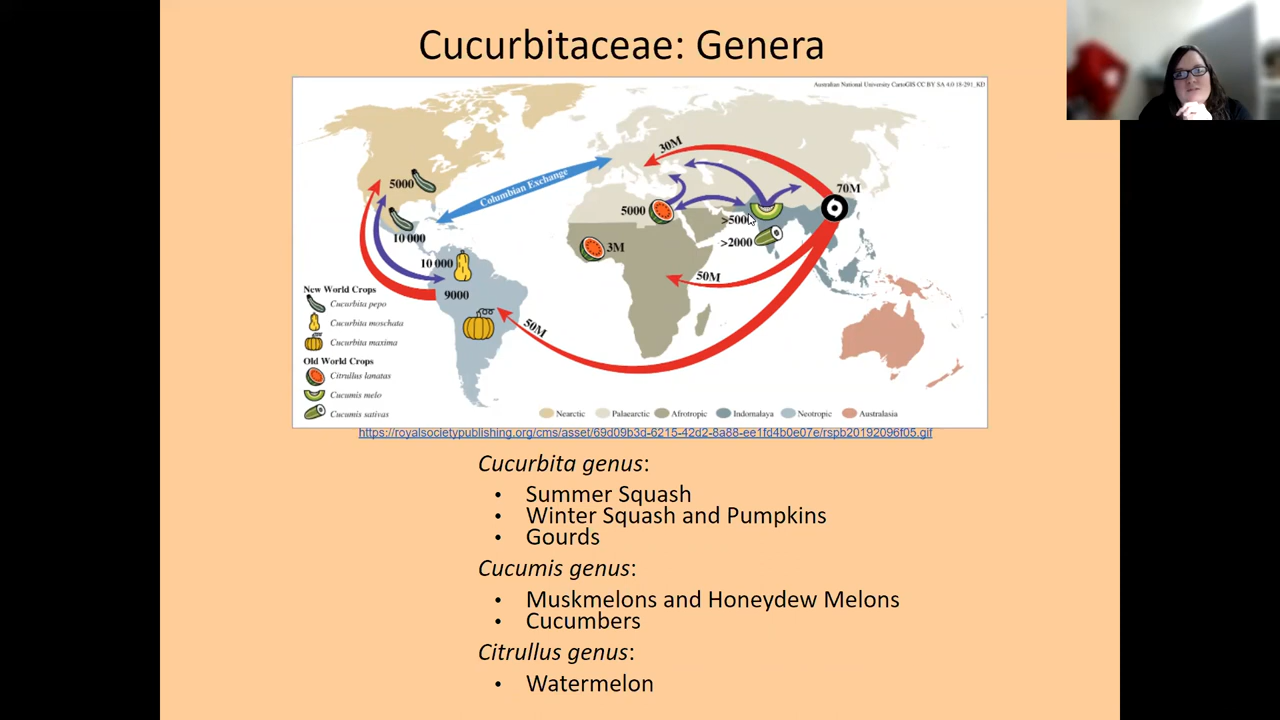 Cucurbitaceae: Genera
Australian National University CartoGIS CC BY SA 4.0 18-291_KD
30M
70M
5000
Columbian Exchange
5000
>5000
10 000
3M
>2000
10 000
50M
9000
50M
New World Crops
Cucurbita pepo
Cucurbita moschata
Cucurbita maxima
Old World Crops
Citrullus lanatas
Cucumis melo
Cucumis sativas
Nearctic
Palaearctic
Afrotropic
Indomalaya
Neotropic
Australasia
https://royalsocietypublishing.org/cms/asset/69d09b3d-6215-42d2-8a88-ee1fd4b0e07e/rspb20192096f05.gif
Cucurbita genus:
• Summer Squash
• Winter Squash and Pumpkins
• Gourds
Cucumis genus:
• Muskmelons and Honeydew Melons
• Cucumbers
Citrullus genus:
• Watermelon